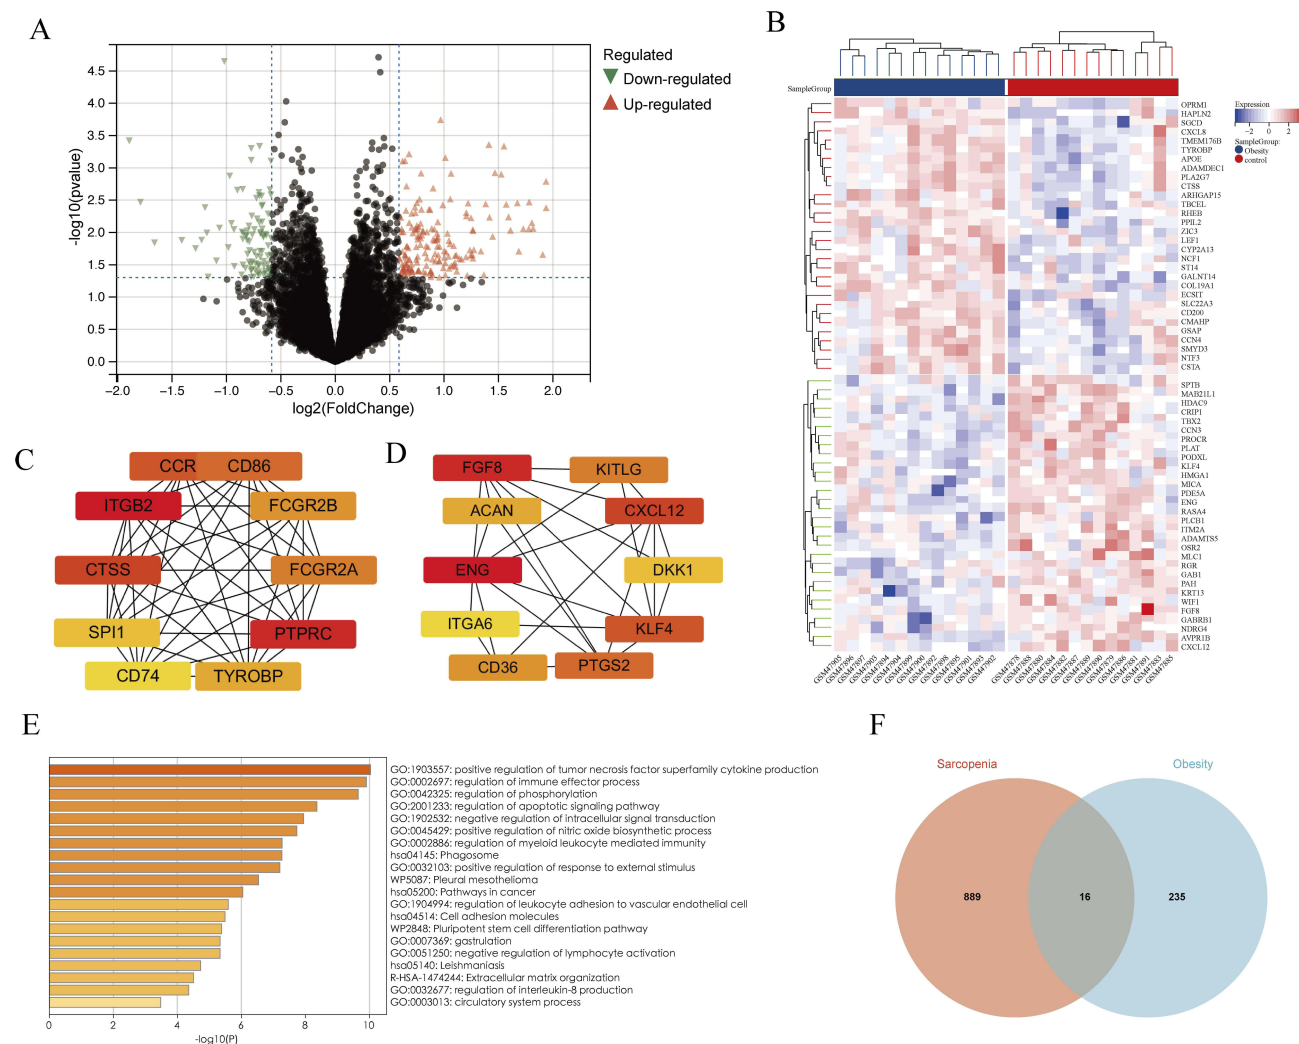 A
Regulated
Down-regulated
Up-regulated
4.5
4.0
3.5
3.0
2.5
2.0
1.5
1.0
0.5
0.0
-log10(pvalue)
−2.0 −1.5 −1.0 −0.5 0.0 0.5 1.0 1.5 2.0
log2(FoldChange)
B
SampleGroup
Expression
−2 0 2
SampleGroup:
Obesity
control
OPRM1
HAPLN2
SGCD
CXCL8
TMEM176B
TYROBP
APOE
ADAMDEC1
PLA2G7
CTSS
ARHGAP15
TBCEL
RHEB
PPIL2
ZIC3
LEF1
CYP2A13
NCF1
ST14
GALNT14
COL19A1
ECSIT
SLC22A3
CD200
CMAHP
GSAP
CCN4
SMYD3
NTF3
CSTA
SPTB
MAB21L1
HDAC9
CRIP1
TBX2
CCN3
PROCR
PLAT
PODXL
KLF4
HMGA1
MICA
PDE5A
ENG
RASA4
PLCB1
ITM2A
ADAMTS5
OSR2
MLC1
RGR
GAB1
PAH
KRT13
WIF1
FGF8
GABRB1
NDRG4
AVPR1B
CXCL12
C
CCR
CD86
ITGB2
FCGR2B
CTSS
FCGR2A
SPI1
PTPRC
CD74
TYROBP
D
FGF8
KITLG
ACAN
CXCL12
ENG
DKK1
ITGA6
KLF4
CD36
PTGS2
E
GO:1903557: positive regulation of tumor necrosis factor superfamily cytokine production
GO:0002697: regulation of immune effector process
GO:0042325: regulation of phosphorylation
GO:2001233: regulation of apoptotic signaling pathway
GO:1902532: negative regulation of intracellular signal transduction
GO:0045429: positive regulation of nitric oxide biosynthetic process
GO:0002886: regulation of myeloid leukocyte mediated immunity
hsa04145: Phagosome
GO:0032103: positive regulation of response to external stimulus
WP5087: Pleural mesothelioma
hsa05200: Pathways in cancer
GO:1904994: regulation of leukocyte adhesion to vascular endothelial cell
hsa04514: Cell adhesion molecules
WP2848: Pluripotent stem cell differentiation pathway
GO:0007369: gastrulation
GO:0051250: negative regulation of lymphocyte activation
hsa05140: Leishmaniasis
R-HSA-1474244: Extracellular matrix organization
GO:0032677: regulation of interleukin-8 production
GO:0003013: circulatory system process
0 2 4 6 8 10
-log10(P)
F
Sarcopenia
Obesity
889
16
235